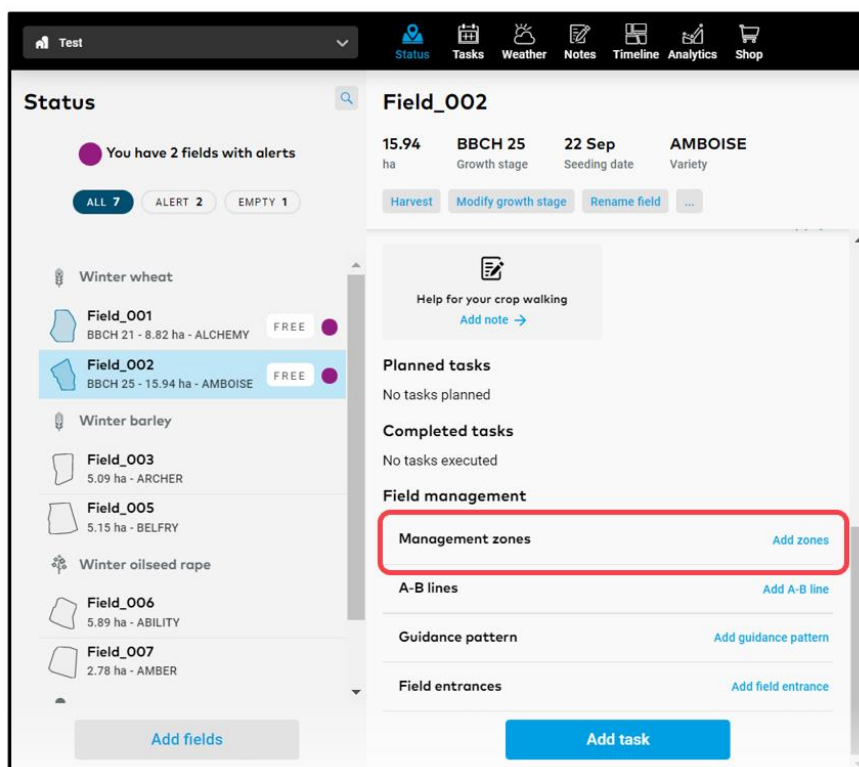 Test
Status
Tasks
Weather
Notes
Timeline
Analytics
Shop
Status
You have 2 fields with alerts
ALL 7
ALERT 2
EMPTY 1
Winter wheat
Field_001
BBCH 21 - 8.82 ha - ALCHEMY
FREE
Field_002
BBCH 25 - 15.94 ha - AMBOISE
FREE
Winter barley
Field_003
5.09 ha - ARCHER
Field_005
5.15 ha - BELFRY
Winter oilseed rape
Field_006
5.89 ha - ABILITY
Field_007
2.78 ha - AMBER
Add fields
Field_002
15.94 BBCH 25 22 Sep AMBOISE
ha Growth stage Seeding date Variety
Harvest
Modify growth stage
Rename field
...
Help for your crop walking
Add note →
Planned tasks
No tasks planned
Completed tasks
No tasks executed
Field management
Management zones Add zones
A-B lines Add A-B line
Guidance pattern Add guidance pattern
Field entrances Add field entrance
Add task